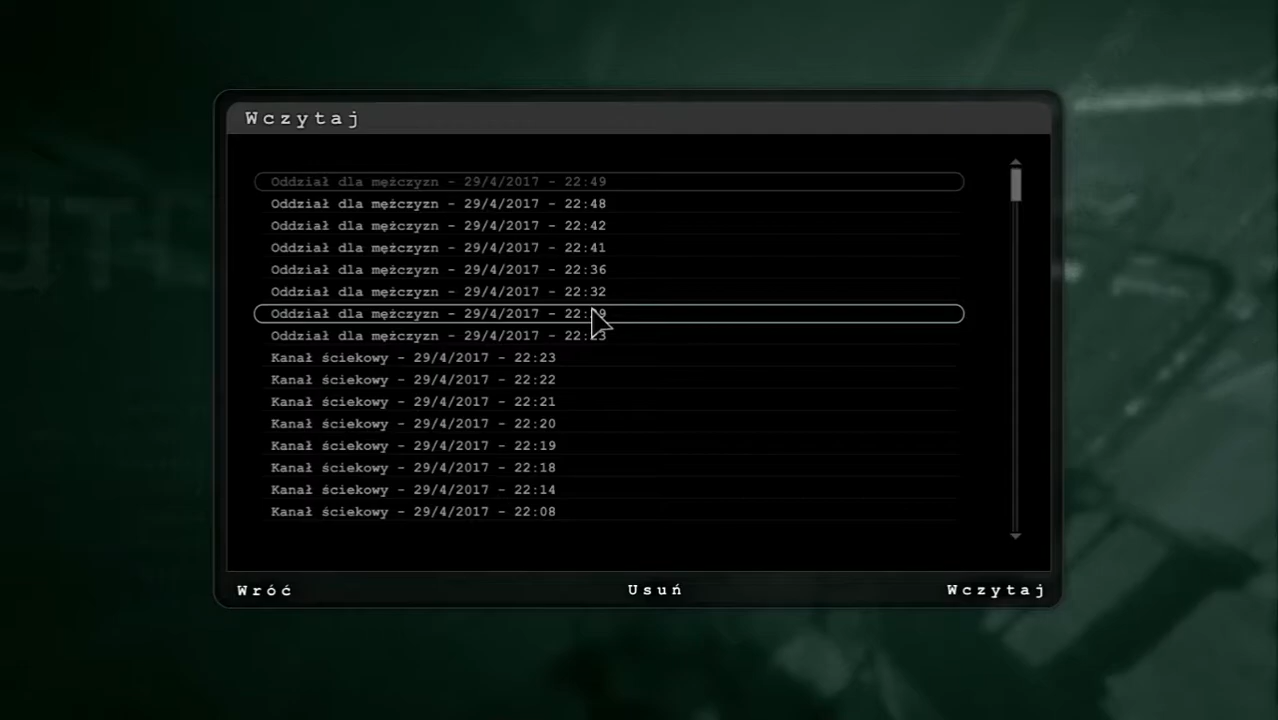 Wczytaj
Oddział dla mężczyzn - 29/4/2017 - 22:49
Oddział dla mężczyzn - 29/4/2017 - 22:48
Oddział dla mężczyzn - 29/4/2017 - 22:42
Oddział dla mężczyzn - 29/4/2017 - 22:41
Oddział dla mężczyzn - 29/4/2017 - 22:36
Oddział dla mężczyzn - 29/4/2017 - 22:32
Oddział dla mężczyzn - 29/4/2017 -
Oddział dla mężczyzn - 29/4/2017 -
Kanał ściekowy - 29/4/2017 - 22:23
Kanał ściekowy - 29/4/2017 - 22:22
Kanał ściekowy - 29/4/2017 - 22:21
Kanał ściekowy - 29/4/2017 - 22:20
Kanał ściekowy - 29/4/2017 - 22:19
Kanał ściekowy - 29/4/2017 - 22:18
Kanał ściekowy - 29/4/2017 - 22:14
Kanał ściekowy - 29/4/2017 - 22:08
Wróć Usuń Wczytaj